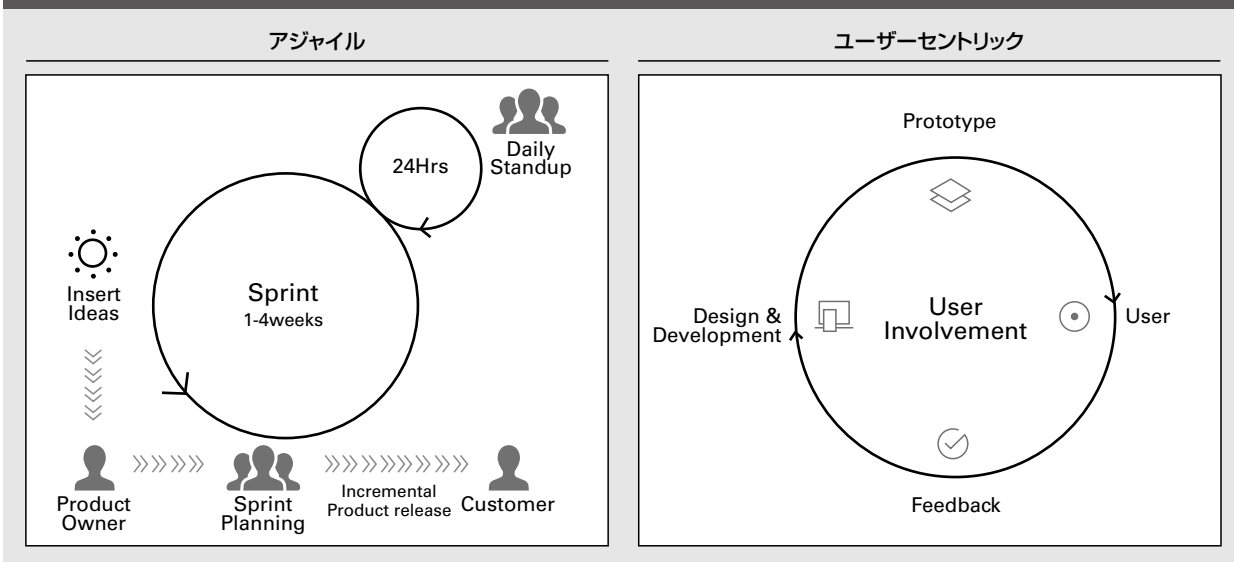 アジャイル
24Hrs
Daily
Standup
Insert
Ideas
Sprint
1-4weeks
Product
Owner
Sprint
Planning
Incremental
Product release
Customer
ユーザーセントリック
Prototype
Design &
Development
User
Involvement
User
Feedback